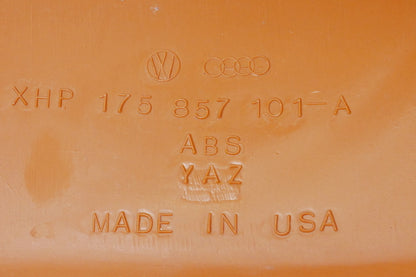 XHP 175 857 101-A
ABS
YAZ
MADE IN USA